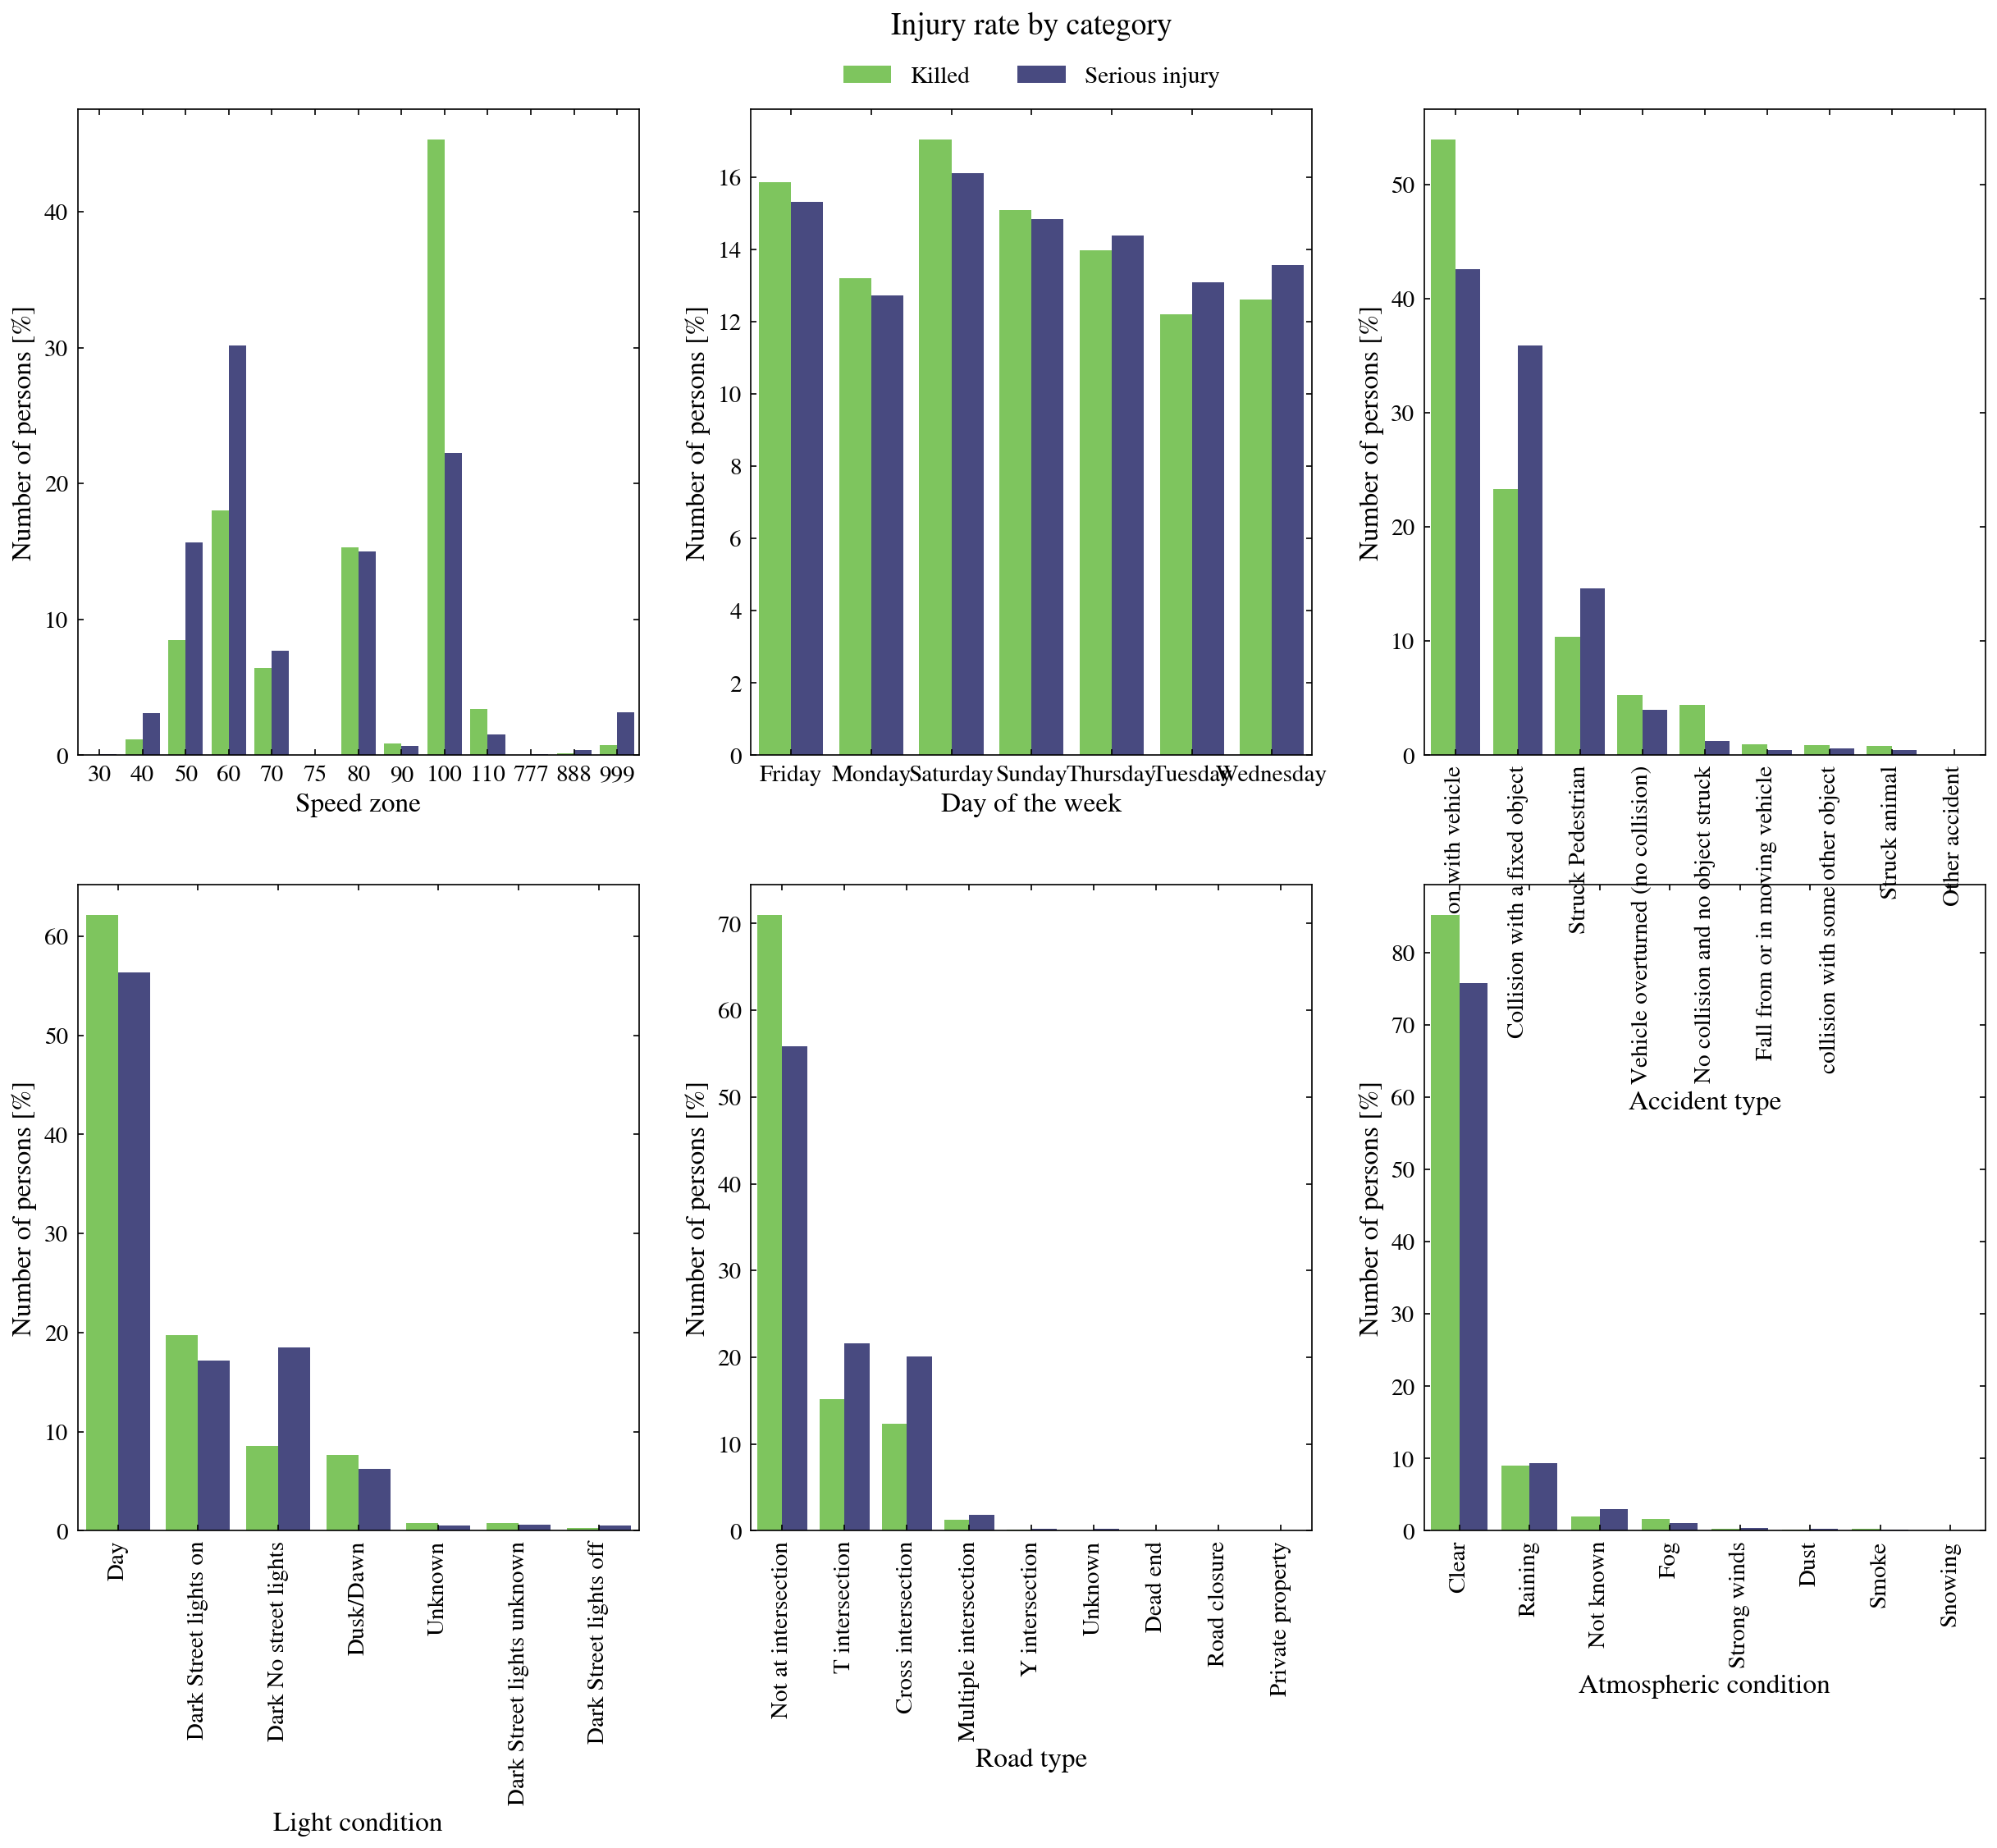 Injury rate by category
Killed
Serious injury
Number of persons [%]
40
30
20
10
0
30 40 50 60 70 75 80 90 100 110 777 888 999
Speed zone
Number of persons [%]
16
14
12
10
8
6
4
2
0
Friday Monday Saturday Sunday Thursday Tuesday Wednesday
Day of the week
Number of persons [%]
50
40
30
20
10
0
on with vehicle
Collision with a fixed object
Struck Pedestrian
Vehicle overturned (no collision)
No collision and no object struck
Fall from or in moving vehicle
collision with some other object
Struck animal
Other accident
Accident type
Number of persons [%]
60
50
40
30
20
10
0
Day
Dark Street lights on
Dark No street lights
Dusk/Dawn
Unknown
Dark Street lights unknown
Dark Street lights off
Light condition
Number of persons [%]
70
60
50
40
30
20
10
0
Not at intersection
T intersection
Cross intersection
Multiple intersection
Y intersection
Unknown
Dead end
Road closure
Private property
Road type
Number of persons [%]
80
70
60
50
40
30
20
10
0
Clear
Raining
Not known
Fog
Strong winds
Dust
Smoke
Snowing
Atmospheric condition